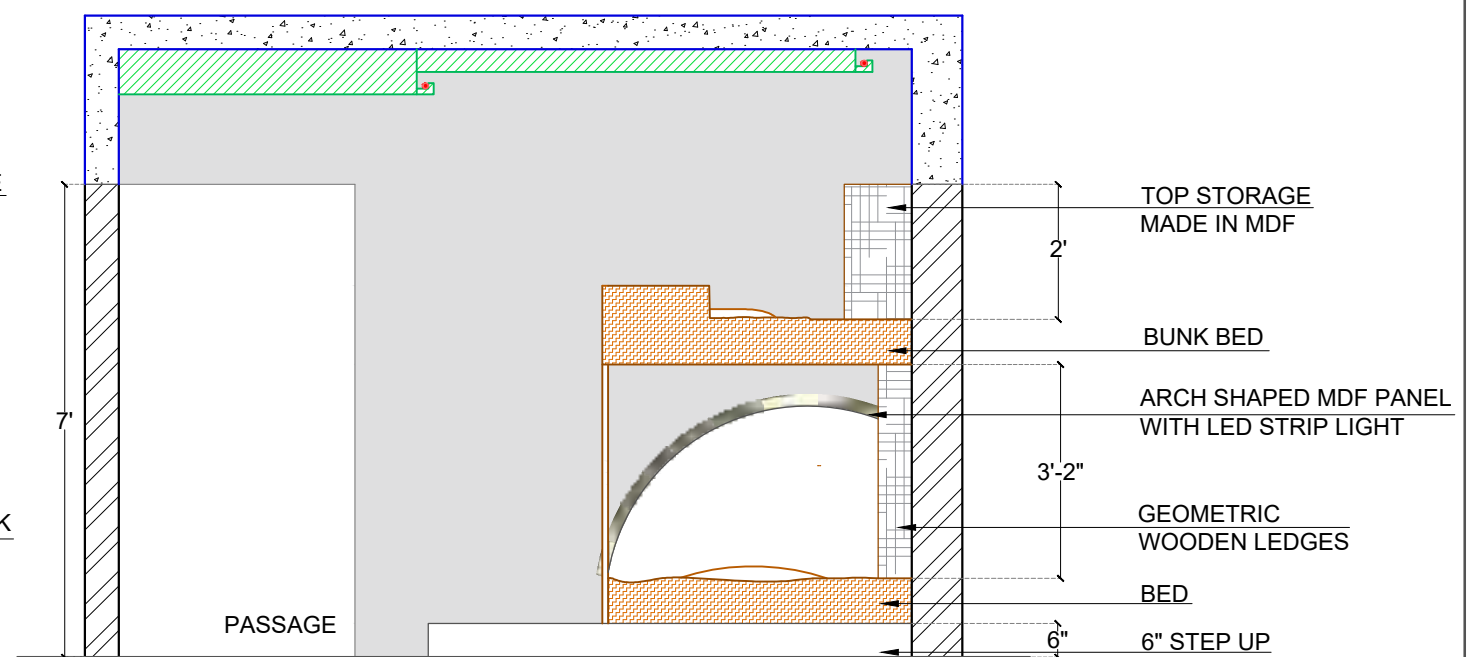 TOP STORAGE
MADE IN MDF
2'
BUNK BED
ARCH SHAPED MDF PANEL
WITH LED STRIP LIGHT
7'
3'-2"
GEOMETRIC
WOODEN LEDGES
BED
PASSAGE
6"
6" STEP UP